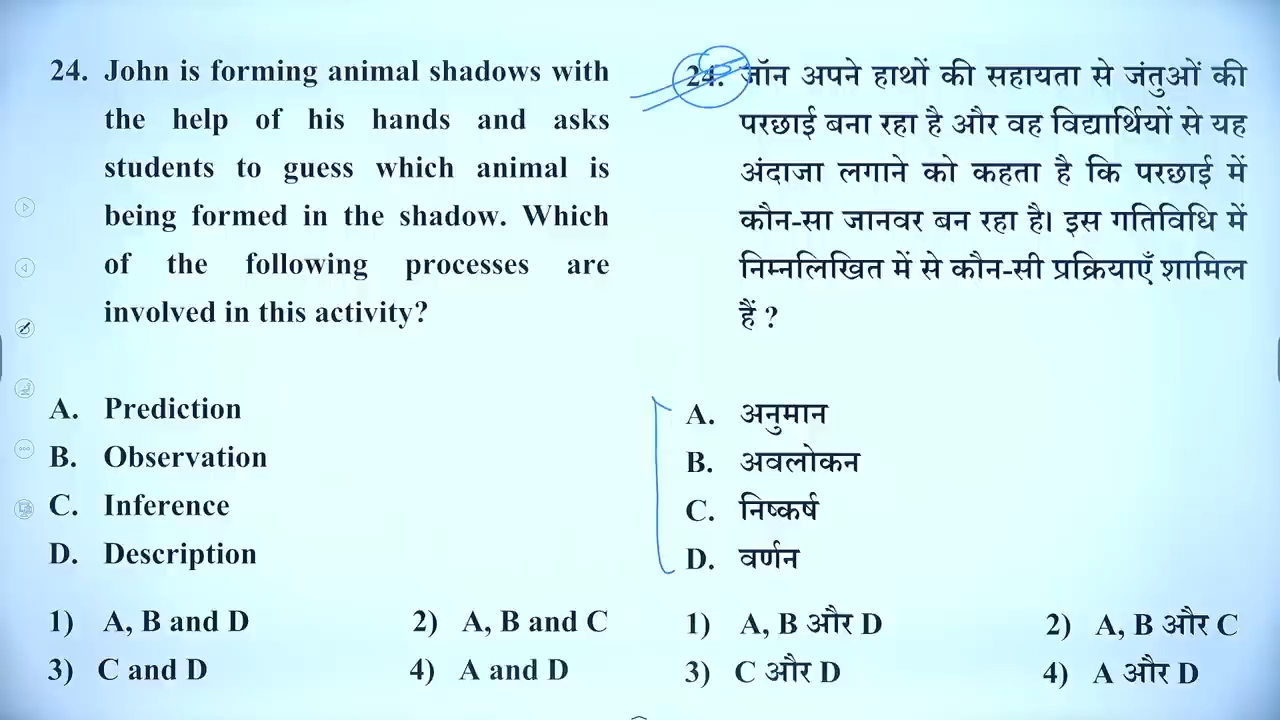 24. John is forming animal shadows with
the help of his hands and asks
students to guess which animal is
being formed in the shadow. Which
of the following processes are
involved in this activity?
A. Prediction
B. Observation
C. Inference
D. Description
1) A, B and D 2) A, B and C
3) C and D 4) A and D
24. जॉन अपने हाथों की सहायता से जंतुओं की
परछाई बना रहा है और वह विद्यार्थियों से यह
अंदाजा लगाने को कहता है कि परछाई में
कौन-सा जानवर बन रहा है। इस गतिविधि में
निम्नलिखित में से कौन-सी प्रक्रियाएँ शामिल
हैं ?
A. अनुमान
B. अवलोकन
C. निष्कर्ष
D. वर्णन
1) A, B और D 2) A, B और C
3) C और D 4) A और D